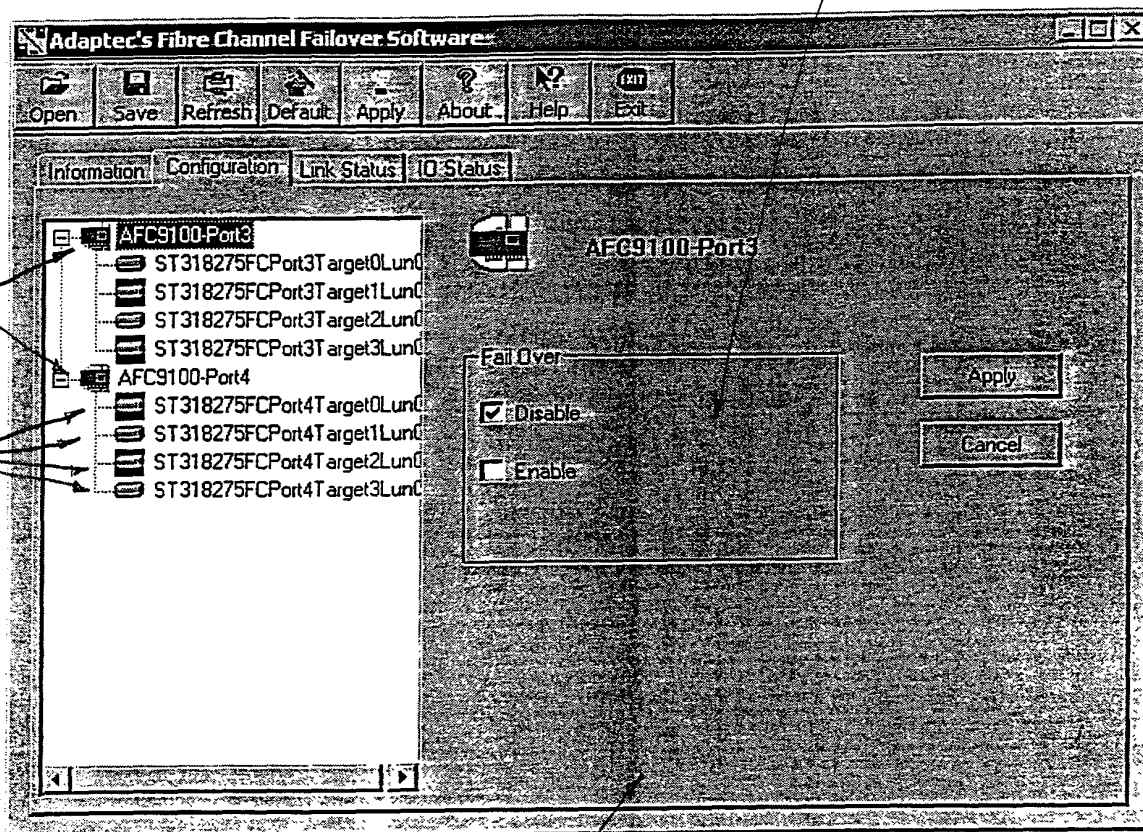 Adaptec's Fibre Channel Failover Software
Open Save Refresh Default Apply About.. Help Exit
EXIT
Information Configuration Link Status IO Status
AFC9100-Port3
ST318275FCPort3Target0Lun0
ST318275FCPort3Target1Lun0
ST318275FCPort3Target2Lun0
ST318275FCPort3Target3Lun0
AFC9100-Port4
ST318275FCPort4Target0Lun0
ST318275FCPort4Target1Lun0
ST318275FCPort4Target2Lun0
ST318275FCPort4Target3Lun0
AFC9100-Port3
Fail Over
Disable
Enable
Apply
Cancel